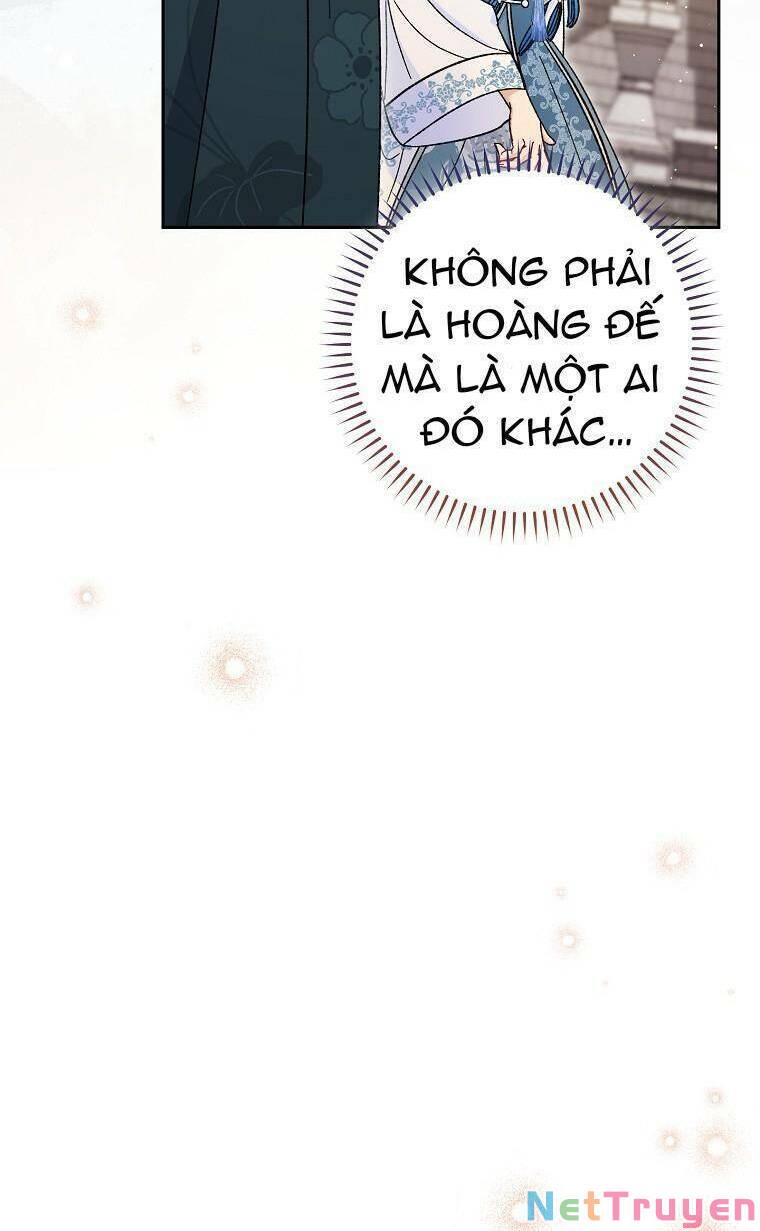 KHÔNG PHẢI
LÀ HOÀNG ĐẾ
MÀ LÀ MỘT AI
ĐÓ KHÁC...
NetTruyen